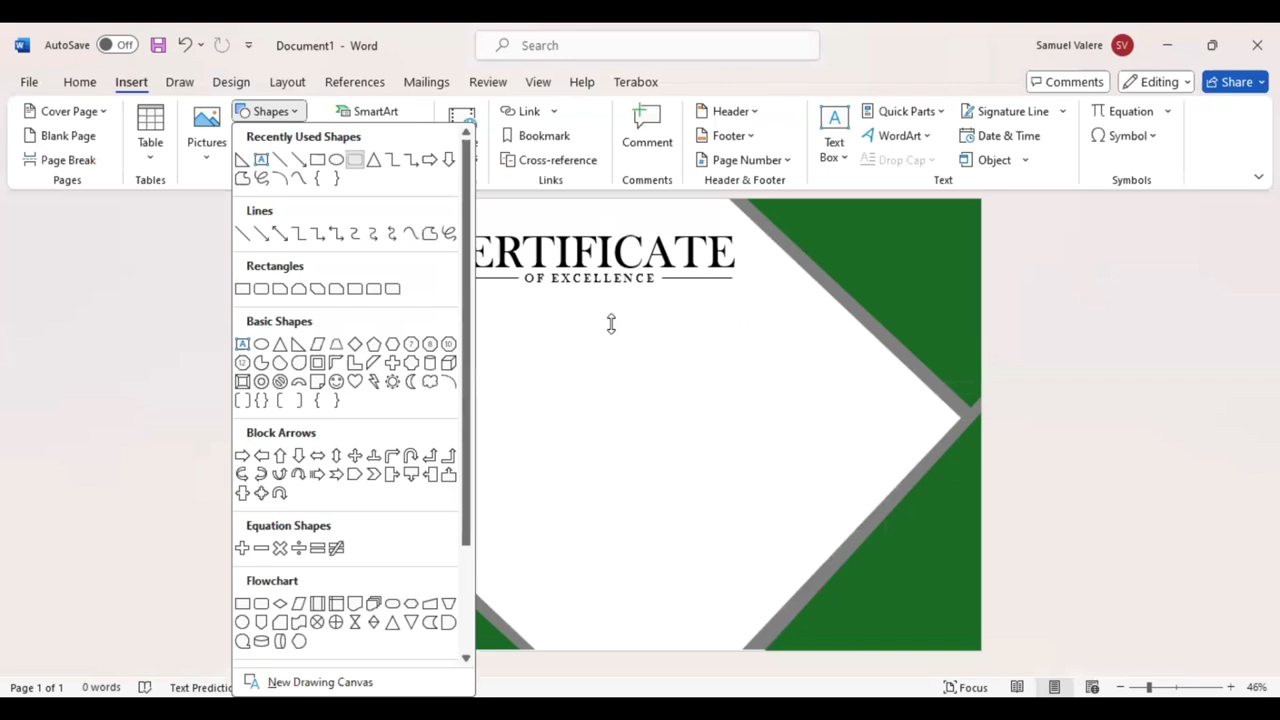 AutoSave Off Document1 - Word Search Samuel Valere SV
File Home Insert Draw Design Layout References Mailings Review View Help Terabox Comments Editing Share
Cover Page Shapes SmartArt Link Header Quick Parts Signature Line Equation
Blank Page Bookmark Footer WordArt Date & Time Symbol
Page Break Table Pictures Cross-reference Comment Page Number Text Box Drop Cap Object
Pages Tables Links Comments Header & Footer Text Symbols
Recently Used Shapes
Lines
ERTIFICATE
OF EXCELLENCE
Rectangles
Basic Shapes
Block Arrows
Equation Shapes
Flowchart
New Drawing Canvas
Page 1 of 1 0 words Text Predictio Focus 46%